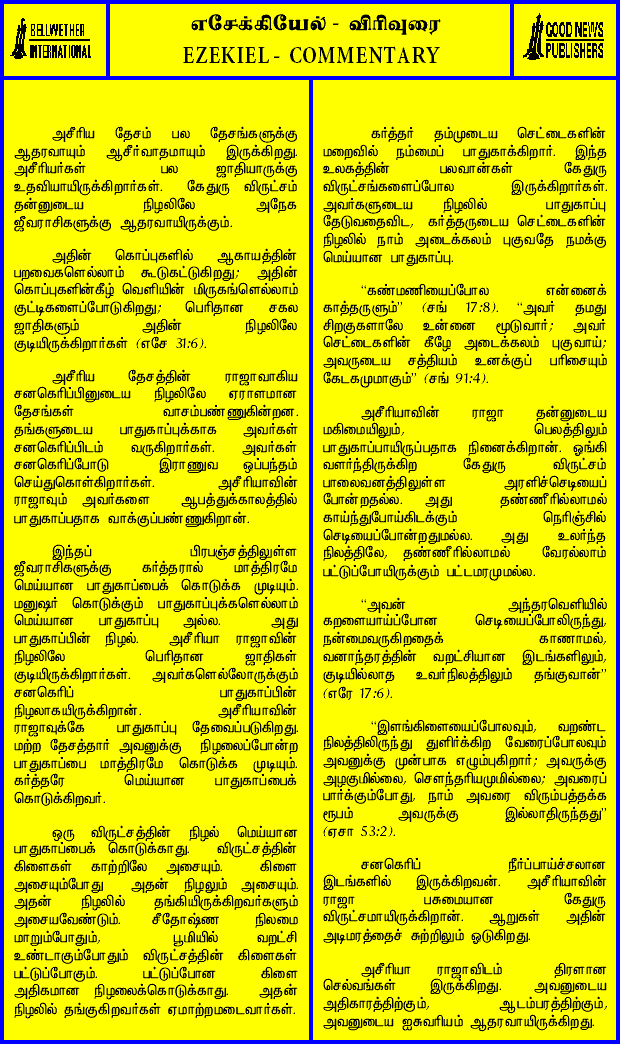 BELLWETHER
INTERNATIONAL
எசேக்கியேல் - விரிவுரை
EZEKIEL - COMMENTARY
GOOD NEWS
PUBLISHERS
அசீரிய தேசம் பல தேசங்களுக்கு
ஆதரவாயும் ஆசீர்வாதமாயும் இருக்கிறது.
அசீரியர்கள் பல ஜாதியாருக்கு
உதவியாயிருக்கிறார்கள். கேதுரு விருட்சம்
தன்னுடைய நிழலிலே அநேக
ஜீவராசிகளுக்கு ஆதரவாயிருக்கும்.
அதின் கொப்புகளில் ஆகாயத்தின்
பறவைகளெல்லாம் கூடுகட்டுகிறது; அதின்
கொப்புகளின்கீழ் வெளியின் மிருகங்களெல்லாம்
குட்டிகளைப்போடுகிறது; பெரிதான சகல
ஜாதிகளும் அதின் நிழலிலே
குடியிருக்கிறார்கள் (எசே 31:6).
அசீரிய தேசத்தின் ராஜாவாகிய
சனகெரிப்பினுடைய நிழலிலே ஏராளமான
தேசங்கள் வாசம்பண்ணுகின்றன.
தங்களுடைய பாதுகாப்புக்காக அவர்கள்
சனகெரிப்பிடம் வருகிறார்கள். அவர்கள்
சனகெரிப்போடு இராணுவ ஒப்பந்தம்
செய்துகொள்கிறார்கள். அசீரியாவின்
ராஜாவும் அவர்களை ஆபத்துக்காலத்தில்
பாதுகாப்பதாக வாக்குப்பண்ணுகிறான்.
இந்தப் பிரபஞ்சத்திலுள்ள
ஜீவராசிகளுக்கு கர்த்தரால் மாத்திரமே
மெய்யான பாதுகாப்பைக் கொடுக்க முடியும்.
மனுஷர் கொடுக்கும் பாதுகாப்புக்களெல்லாம்
மெய்யான பாதுகாப்பு அல்ல. அது
பாதுகாப்பின் நிழல். அசீரியா ராஜாவின்
நிழலிலே பெரிதான ஜாதிகள்
குடியிருக்கிறார்கள். அவர்களெல்லோருக்கும்
சனகெரிப் பாதுகாப்பின்
நிழலாகயிருக்கிறான். அசீரியாவின்
ராஜாவுக்கே பாதுகாப்பு தேவைப்படுகிறது.
மற்ற தேசத்தார் அவனுக்கு நிழலைப்போன்ற
பாதுகாப்பை மாத்திரமே கொடுக்க முடியும்.
கர்த்தரே மெய்யான பாதுகாப்பைக்
கொடுக்கிறவர்.
ஒரு விருட்சத்தின் நிழல் மெய்யான
பாதுகாப்பைக் கொடுக்காது. விருட்சத்தின்
கிளைகள் காற்றிலே அசையும். கிளை
அசையும்போது அதன் நிழலும் அசையும்.
அதன் நிழலில் தங்கியிருக்கிறவர்களும்
அசையவேண்டும். சீதோஷ்ண நிலமை
மாறும்போதும், பூமியில் வறட்சி
உண்டாகும்போதும் விருட்சத்தின் கிளைகள்
பட்டுப்போகும். பட்டுப்போன கிளை
அதிகமான நிழலைக்கொடுக்காது. அதன்
நிழலில் தங்குகிறவர்கள் ஏமாற்றமடைவார்கள்.
கர்த்தர் தம்முடைய செட்டைகளின்
மறைவில் நம்மைப் பாதுகாக்கிறார். இந்த
உலகத்தின் பலவான்கள் கேதுரு
விருட்சங்களைப்போல இருக்கிறார்கள்.
அவர்களுடைய நிழலில் பாதுகாப்பு
தேடுவதைவிட, கர்த்தருடைய செட்டைகளின்
நிழலில் நாம் அடைக்கலம் புகுவதே நமக்கு
மெய்யான பாதுகாப்பு.
“கண்மணியைப்போல என்னைக்
காத்தருளும்” (சங் 17:8). “அவர் தமது
சிறகுகளாலே உன்னை மூடுவார்; அவர்
செட்டைகளின் கீழே அடைக்கலம் புகுவாய்;
அவருடைய சத்தியம் உனக்குப் பரிசையும்
கேடகமுமாகும்” (சங் 91:4).
அசீரியாவின் ராஜா தன்னுடைய
மகிமையிலும், பெலத்திலும்
பாதுகாப்பாயிருப்பதாக நினைக்கிறான். ஓங்கி
வளர்ந்திருக்கிற கேதுரு விருட்சம்
பாலைவனத்திலுள்ள அரளிச்செடியைப்
போன்றதல்ல. அது தண்ணீரில்லாமல்
காய்ந்துபோய்கிடக்கும் நெரிஞ்சில்
செடியைப்போன்றதுமல்ல. அது உலர்ந்த
நிலத்திலே, தண்ணீரில்லாமல் வேரல்லாம்
பட்டுப்போயிருக்கும் பட்டமரமுமல்ல.
“அவன் அந்தரவெளியில்
கறளையாய்ப்போன செடியைப்போலிருந்து,
நன்மைவருகிறதைக் காணாமல்,
வனாந்தரத்தின் வறட்சியான இடங்களிலும்,
குடியில்லாத உவர்நிலத்திலும் தங்குவான்”
(எரே 17:6).
“இளங்கிளையைப்போலவும், வறண்ட
நிலத்திலிருந்து துளிர்க்கிற வேரைப்போலவும்
அவனுக்கு முன்பாக எழும்புகிறார்; அவருக்கு
அழகுமில்லை, சௌந்தரியமுமில்லை; அவரைப்
பார்க்கும்போது, நாம் அவரை விரும்பத்தக்க
ரூபம் அவருக்கு இல்லாதிருந்தது”
(ஏசா 53:2).
சனகெரிப் நீர்ப்பாய்ச்சலான
இடங்களில் இருக்கிறவன். அசீரியாவின்
ராஜா பசுமையான கேதுரு
விருட்சமாயிருக்கிறான். ஆறுகள் அதின்
அடிமரத்தைச் சுற்றிலும் ஓடுகிறது.
அசீரியா ராஜாவிடம் திரளான
செல்வங்கள் இருக்கிறது. அவனுடைய
அதிகாரத்திற்கும், ஆடம்பரத்திற்கும்,
அவனுடைய ஐசுவரியம் ஆதரவாயிருக்கிறது.